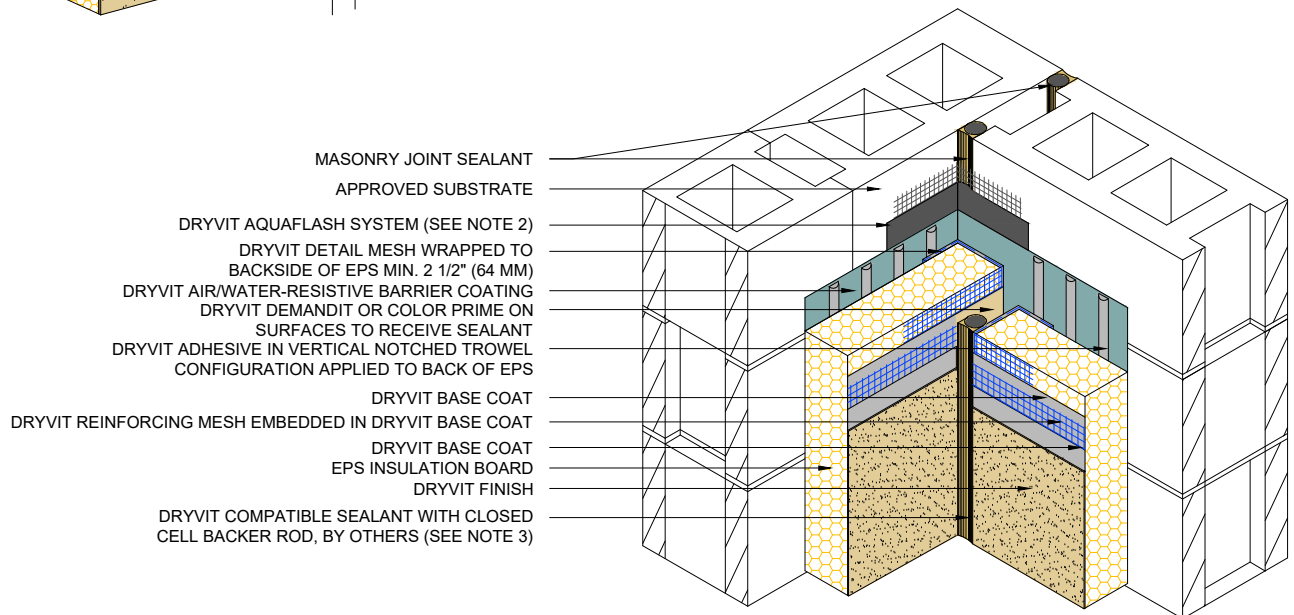 MASONRY JOINT SEALANT
APPROVED SUBSTRATE
DRYVIT AQUAFLASH SYSTEM (SEE NOTE 2)
DRYVIT DETAIL MESH WRAPPED TO
BACKSIDE OF EPS MIN. 2 1/2" (64 MM)
DRYVIT AIR/WATER-RESISTIVE BARRIER COATING
DRYVIT DEMANDIT OR COLOR PRIME ON
SURFACES TO RECEIVE SEALANT
DRYVIT ADHESIVE IN VERTICAL NOTCHED TROWEL
CONFIGURATION APPLIED TO BACK OF EPS
DRYVIT BASE COAT
DRYVIT REINFORCING MESH EMBEDDED IN DRYVIT BASE COAT
DRYVIT BASE COAT
EPS INSULATION BOARD
DRYVIT FINISH
DRYVIT COMPATIBLE SEALANT WITH CLOSED
CELL BACKER ROD, BY OTHERS (SEE NOTE 3)